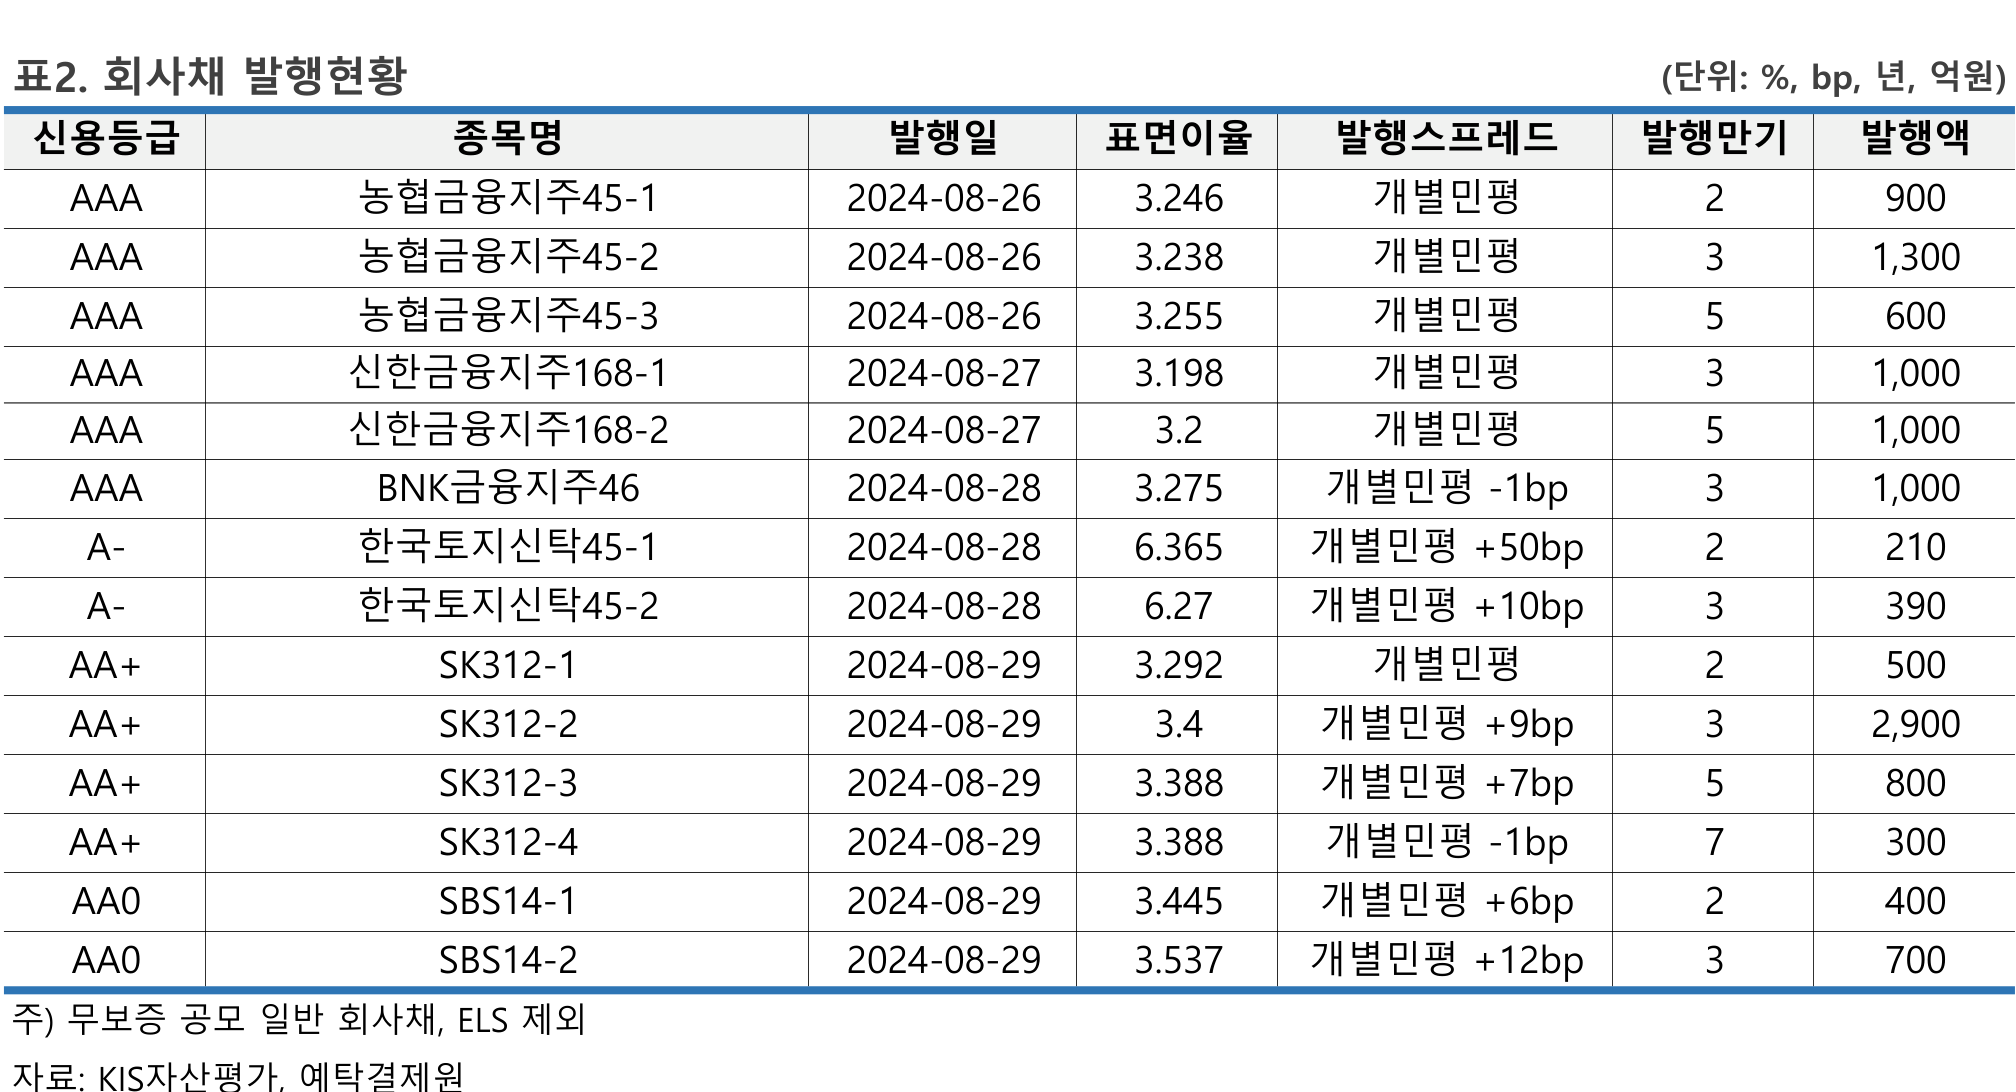 표2. 회사채 발행현황 (단위: %, bp, 년, 억원)
신용등급 종목명 발행일 표면이율 발행스프레드 발행만기 발행액
AAA 농협금융지주45-1 2024-08-26 3.246 개별민평 2 900
AAA 농협금융지주45-2 2024-08-26 3.238 개별민평 3 1,300
AAA 농협금융지주45-3 2024-08-26 3.255 개별민평 5 600
AAA 신한금융지주168-1 2024-08-27 3.198 개별민평 3 1,000
AAA 신한금융지주168-2 2024-08-27 3.2 개별민평 5 1,000
AAA BNK금융지주46 2024-08-28 3.275 개별민평 -1bp 3 1,000
A- 한국토지신탁45-1 2024-08-28 6.365 개별민평 +50bp 2 210
A- 한국토지신탁45-2 2024-08-28 6.27 개별민평 +10bp 3 390
AA+ SK312-1 2024-08-29 3.292 개별민평 2 500
AA+ SK312-2 2024-08-29 3.4 개별민평 +9bp 3 2,900
AA+ SK312-3 2024-08-29 3.388 개별민평 +7bp 5 800
AA+ SK312-4 2024-08-29 3.388 개별민평 -1bp 7 300
AA0 SBS14-1 2024-08-29 3.445 개별민평 +6bp 2 400
AA0 SBS14-2 2024-08-29 3.537 개별민평 +12bp 3 700
주) 무보증 공모 일반 회사채, ELS 제외
자료: KIS자산평가, 예탁결제원